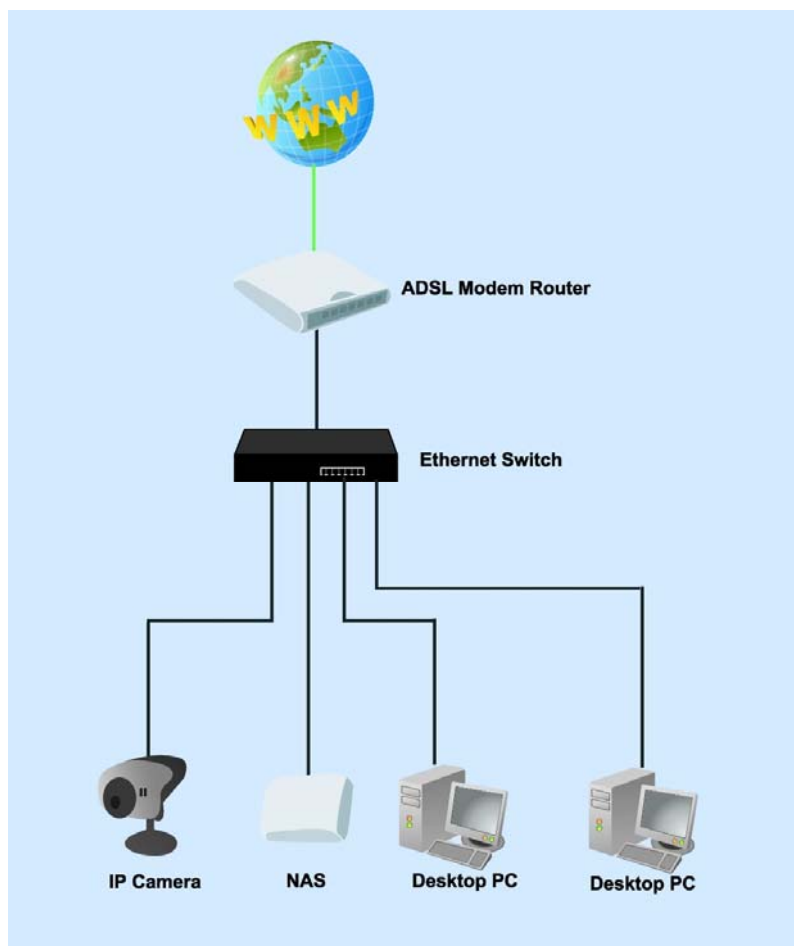 WWW
ADSL Modem Router
Ethernet Switch
IP Camera
NAS
Desktop PC
Desktop PC